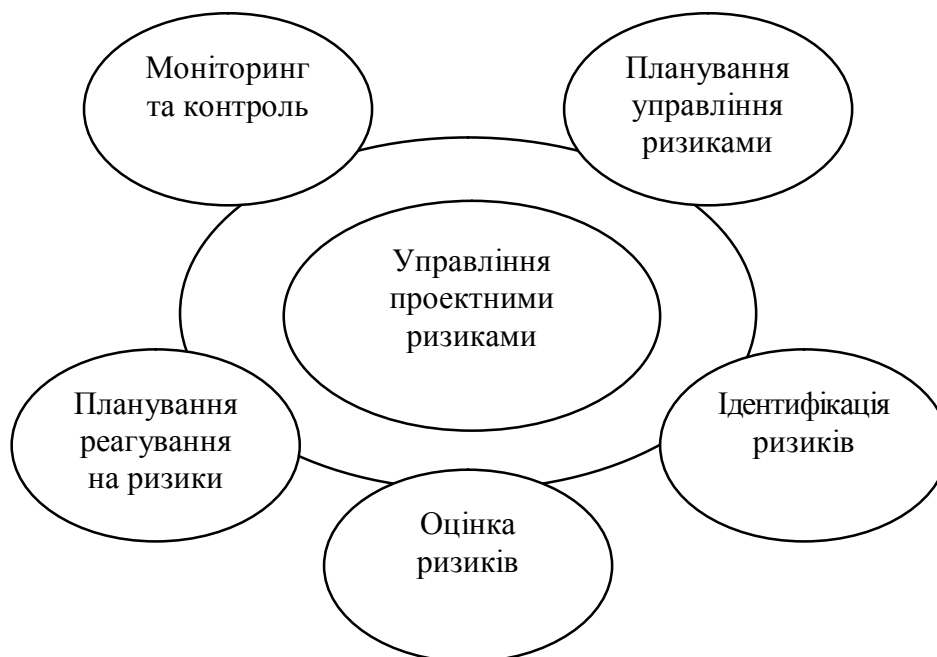 Моніторинг
та контроль
Планування
управління
ризиками
Управління
проектними
ризиками
Планування
реагування
на ризики
Ідентифікація
ризиків
Оцінка
ризиків